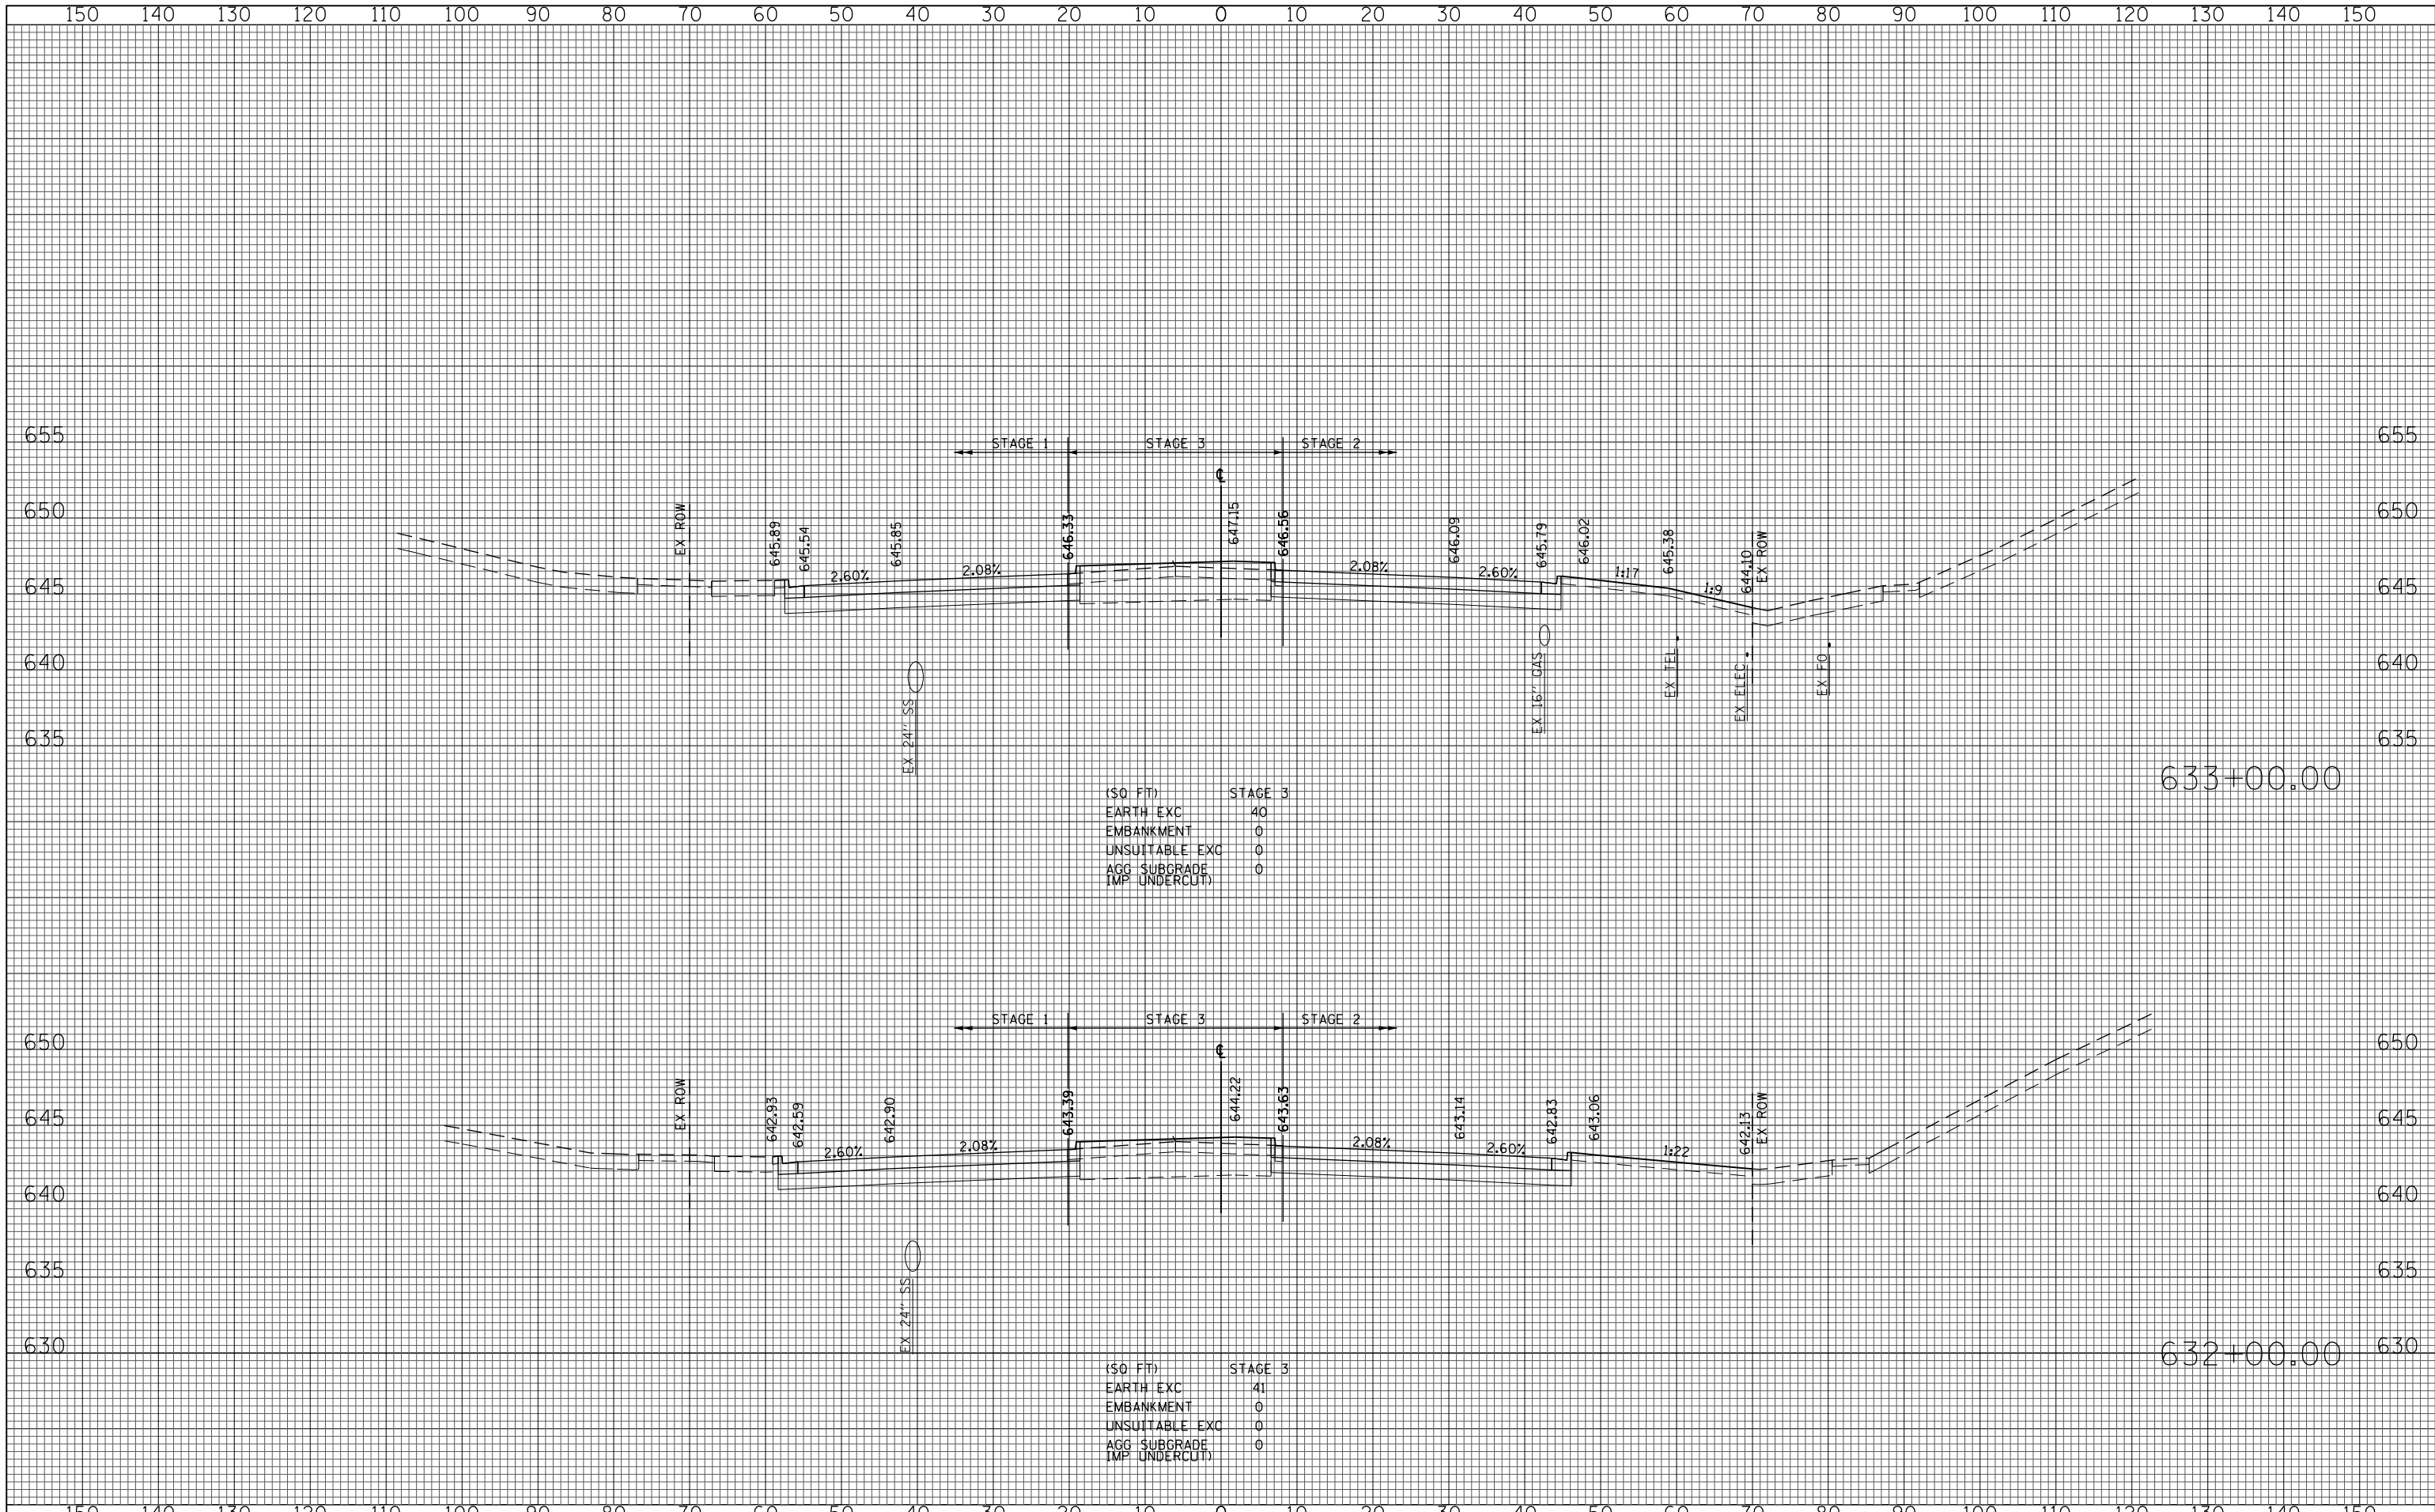 150 140 130 120 110 100 90 80 70 60 50 40 30 20 10 0 10 20 30 40 50 60 70 80 90 100 110 120 130 140 150
655 655
STAGE 1 STAGE 3 STAGE 2
℄
650 650
EX ROW 645.89 645.54 645.85 646.33 647.15 646.56 646.09 645.79 646.02 645.38 644.10 EX ROW
2.60% 2.08% 2.08% 2.60% 1:17 1:9
645 645
640 640
EX 24" SS EX 16" GAS EX TEL EX ELEC EX FO
635 635
633+00.00
(SQ FT) STAGE 3
EARTH EXC 40
EMBANKMENT 0
UNSUITABLE EXC 0
AGG SUBGRADE 0
IMP UNDERCUT)
STAGE 1 STAGE 3 STAGE 2
650 650
℄
EX ROW 642.93 642.59 642.90 643.39 644.22 643.63 643.14 642.83 643.06 642.13 EX ROW
645 645
2.60% 2.08% 2.08% 2.60% 1:22
640 640
635 635
EX 24" SS
630 630
632+00.00
(SQ FT) STAGE 3
EARTH EXC 41
EMBANKMENT 0
UNSUITABLE EXC 0
AGG SUBGRADE 0
IMP UNDERCUT)
150 140 130 120 110 100 90 80 70 60 50 40 30 20 10 0 10 20 30 40 50 60 70 80 90 100 110 120 130 140 150